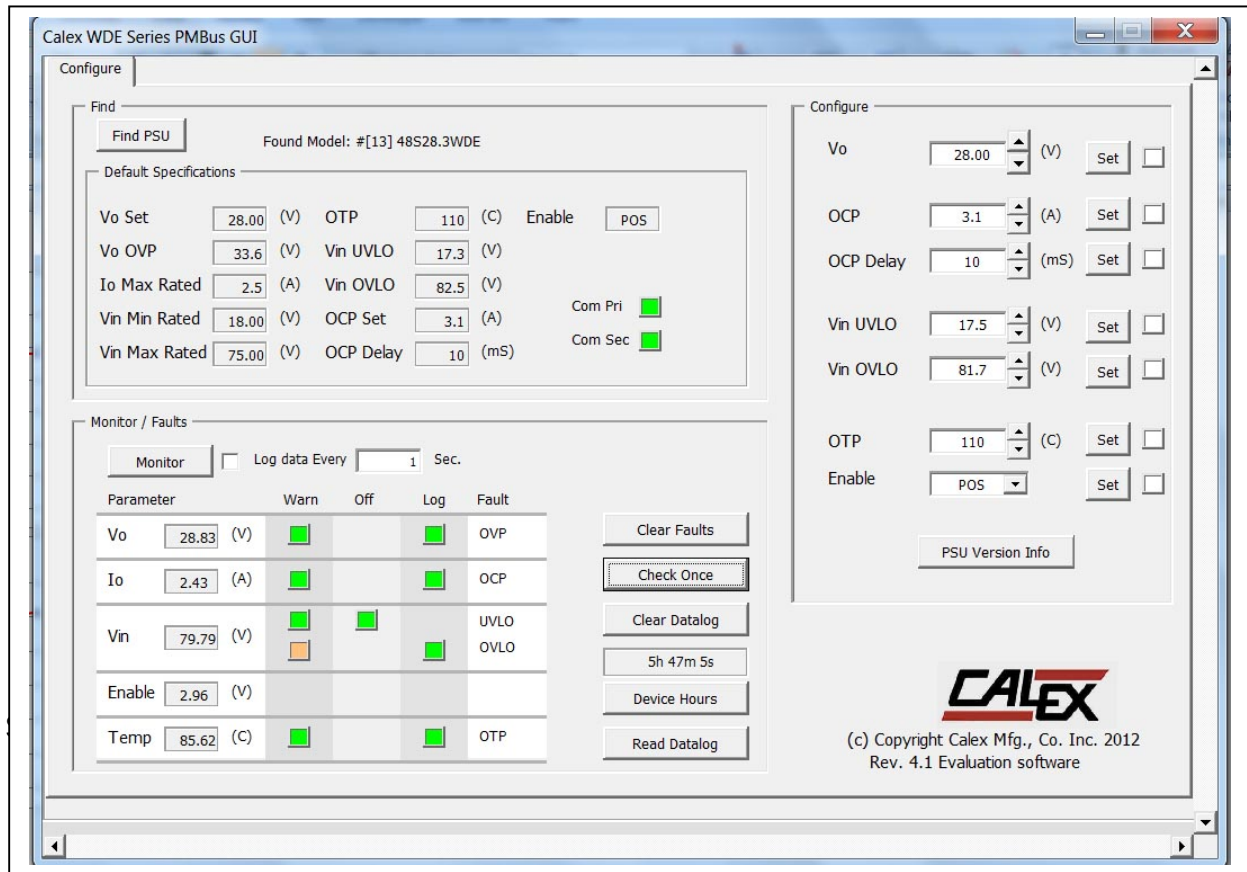 Calex WDE Series PMBus GUI
X
Configure
Find
Find PSU
Found Model: #[13] 48S28.3WDE
Default Specifications
Vo Set 28.00 (V) OTP 110 (C) Enable POS
Vo OVP 33.6 (V) Vin UVLO 17.3 (V)
Io Max Rated 2.5 (A) Vin OVLO 82.5 (V)
Vin Min Rated 18.00 (V) OCP Set 3.1 (A) Com Pri
Vin Max Rated 75.00 (V) OCP Delay 10 (mS) Com Sec
Monitor / Faults
Monitor Log data Every 1 Sec.
Parameter Warn Off Log Fault
Vo 28.83 (V) OVP
Io 2.43 (A) OCP
Vin 79.79 (V) UVLO
OVLO
Enable 2.96 (V)
Temp 85.62 (C) OTP
Clear Faults
Check Once
Clear Datalog
5h 47m 5s
Device Hours
Read Datalog
Configure
Vo 28.00 (V) Set
OCP 3.1 (A) Set
OCP Delay 10 (mS) Set
Vin UVLO 17.5 (V) Set
Vin OVLO 81.7 (V) Set
OTP 110 (C) Set
Enable POS Set
PSU Version Info
CALEX
(c) Copyright Calex Mfg., Co. Inc. 2012
Rev. 4.1 Evaluation software